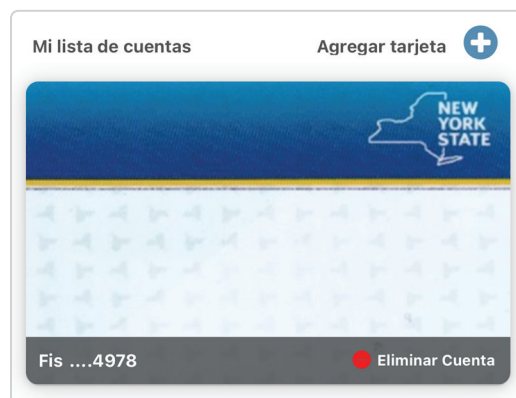 Mi lista de cuentas
Agregar tarjeta
NEW
YORK
STATE
Fis ....4978
Eliminar Cuenta